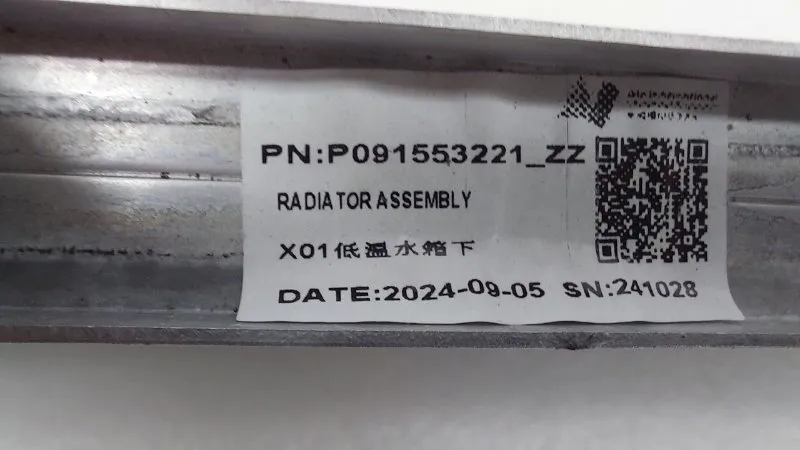 PN:P091553221_ZZ
RADIATOR ASSEMBLY
X01低温水箱下
DATE:2024-09-05 SN:241028